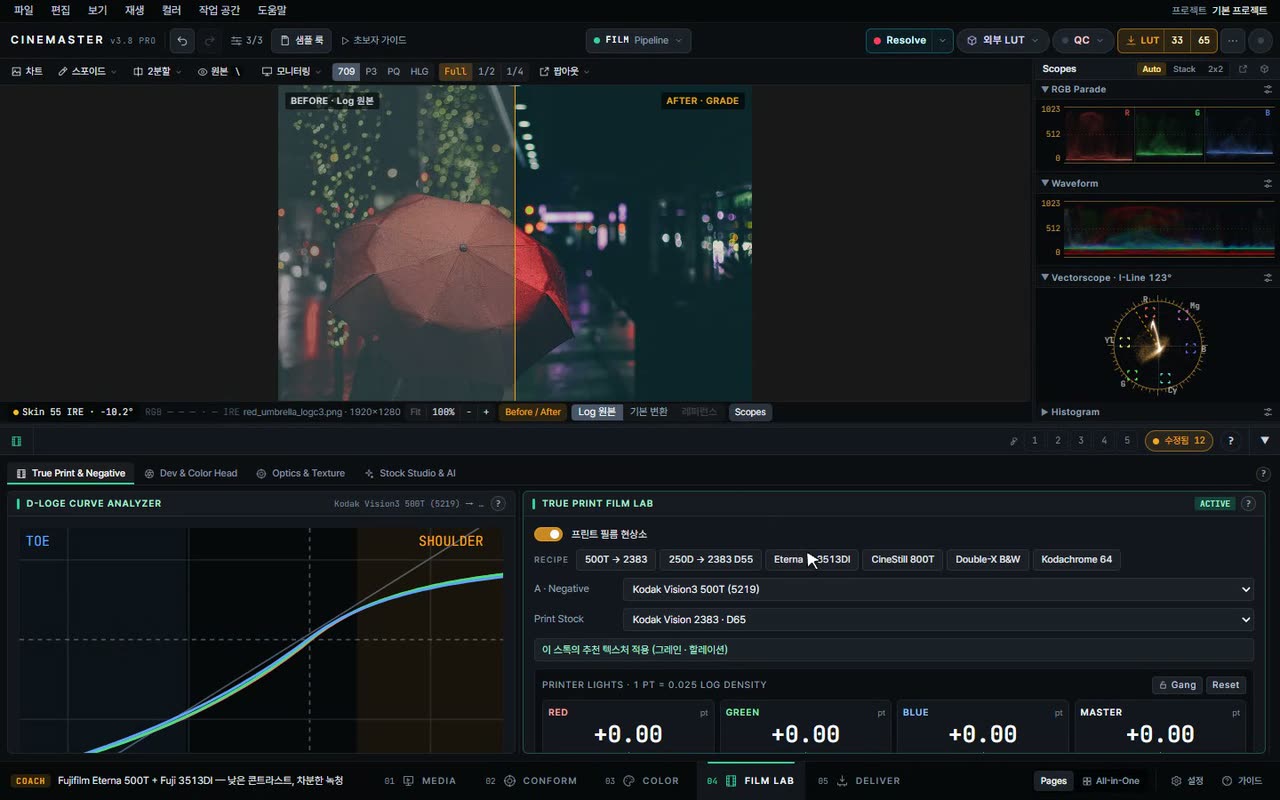 파일 편집 보기 재생 컬러 작업 공간 도움말 프로젝트 기본 프로젝트
CINEMASTER v3.8 PRO 3/3 샘플 룩 초보자 가이드 FILM Pipeline Resolve 외부 LUT QC LUT 33 65 ...
차트 스포이드 2분할 원본 \ 모니터링 709 P3 PQ HLG Full 1/2 1/4 팝아웃
Scopes Auto Stack 2x2
RGB Parade
BEFORE · Log 원본 AFTER · GRADE
1023 R G B
512
0
Waveform
1023
512
0
Vectorscope · I-Line 123°
R Mg
YL B
G Cy
Histogram
Skin 55 IRE · -10.2° RGB — — — · — IRE red_umbrella_logc3.png · 1920×1280 Fit 100% - + Before / After Log 원본 기본 변환 레퍼런스 Scopes
1 2 3 4 5 수정됨 12 ?
True Print & Negative Dev & Color Head Optics & Texture Stock Studio & AI ?
D-LOGE CURVE ANALYZER Kodak Vision3 500T (5219) → … ?
TOE SHOULDER
TRUE PRINT FILM LAB ACTIVE ?
프린트 필름 현상소
RECIPE 500T → 2383 250D → 2383 D55 Eterna 3513DI CineStill 800T Double-X B&W Kodachrome 64
A · Negative Kodak Vision3 500T (5219)
Print Stock Kodak Vision 2383 · D65
이 스톡의 추천 텍스처 적용 (그레인 · 할레이션)
PRINTER LIGHTS · 1 PT = 0.025 LOG DENSITY Gang Reset
RED pt GREEN pt BLUE pt MASTER pt
+0.00 +0.00 +0.00 +0.00
COACH Fujifilm Eterna 500T + Fuji 3513DI — 낮은 콘트라스트, 차분한 녹청 01 MEDIA 02 CONFORM 03 COLOR 04 FILM LAB 05 DELIVER Pages All-in-One 설정 가이드